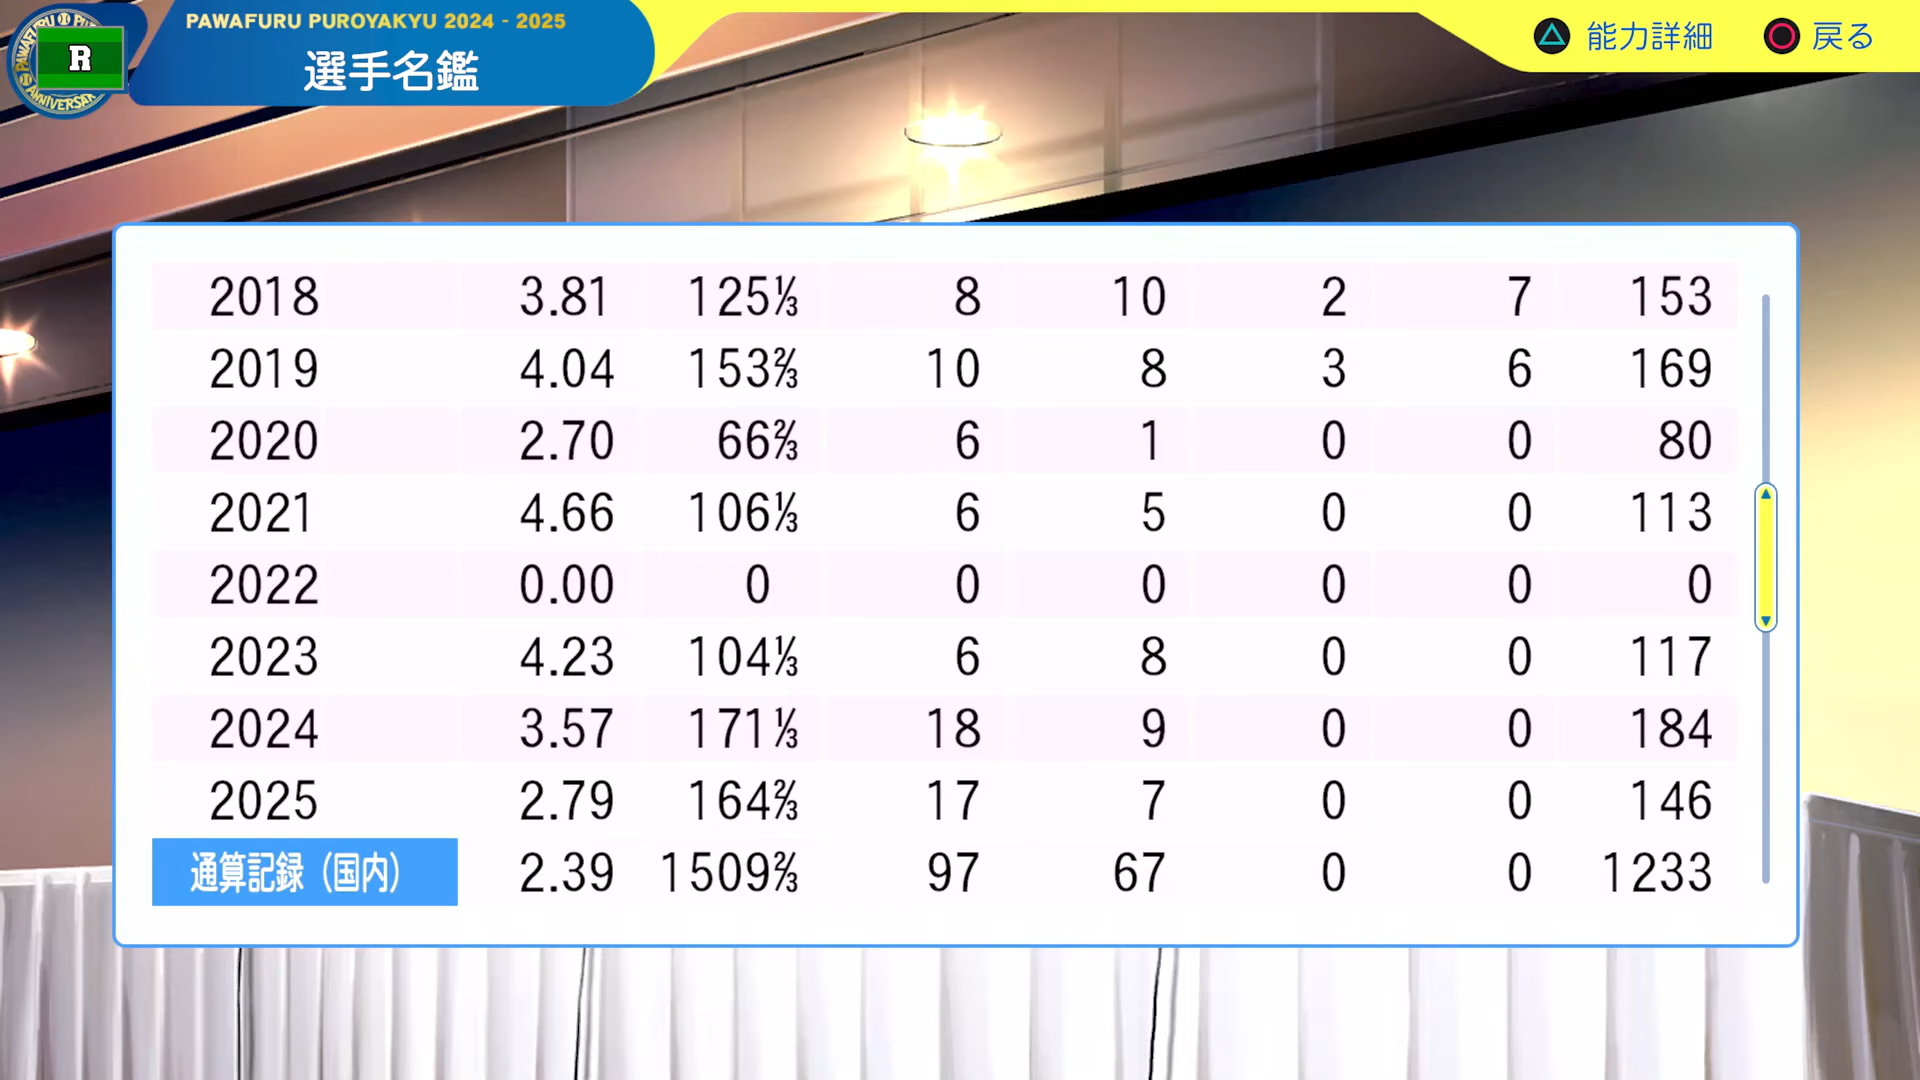 PAWAFURU PUROYAKYU 2024 - 2025
R
選手名鑑
能力詳細 戻る
ANNIVERSAR
2018 3.81 125⅓ 8 10 2 7 153
2019 4.04 153⅔ 10 8 3 6 169
2020 2.70 66⅔ 6 1 0 0 80
2021 4.66 106⅓ 6 5 0 0 113
2022 0.00 0 0 0 0 0 0
2023 4.23 104⅓ 6 8 0 0 117
2024 3.57 171⅓ 18 9 0 0 184
2025 2.79 164⅔ 17 7 0 0 146
通算記録（国内） 2.39 1509⅔ 97 67 0 0 1233